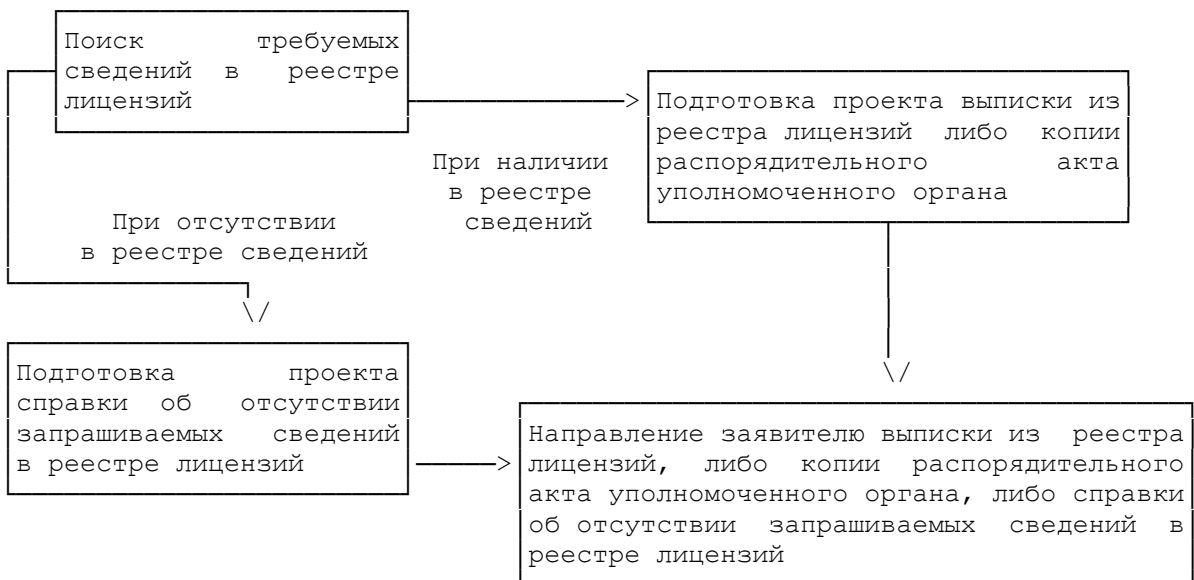 Поиск требуемых
сведений в реестре
лицензий
Подготовка проекта выписки из
реестра лицензий либо копии
распорядительного акта
уполномоченного органа
При наличии
в реестре
сведений
При отсутствии
в реестре сведений
Подготовка проекта
справки об отсутствии
запрашиваемых сведений
в реестре лицензий
Направление заявителю выписки из реестра
лицензий, либо копии распорядительного
акта уполномоченного органа, либо справки
об отсутствии запрашиваемых сведений в
реестре лицензий